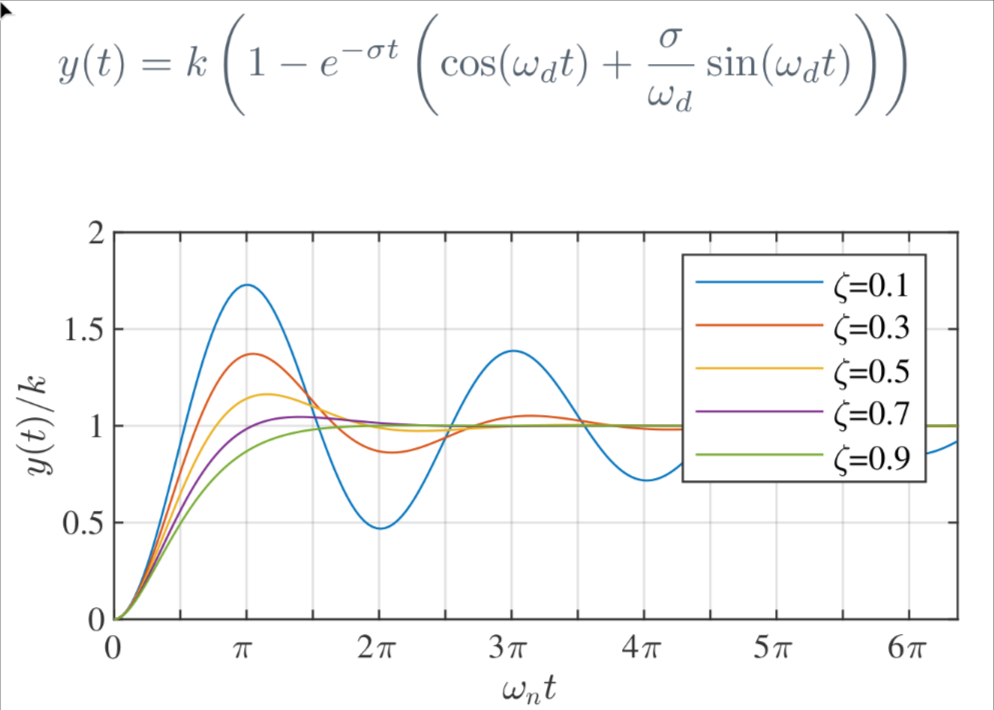 y(t) = k (1 − e^{−σt} (cos(ω_d t) + σ/ω_d sin(ω_d t)))
2
1.5
1
0.5
0
y(t)/k
ζ=0.1
ζ=0.3
ζ=0.5
ζ=0.7
ζ=0.9
0 π 2π 3π 4π 5π 6π
ω_n t